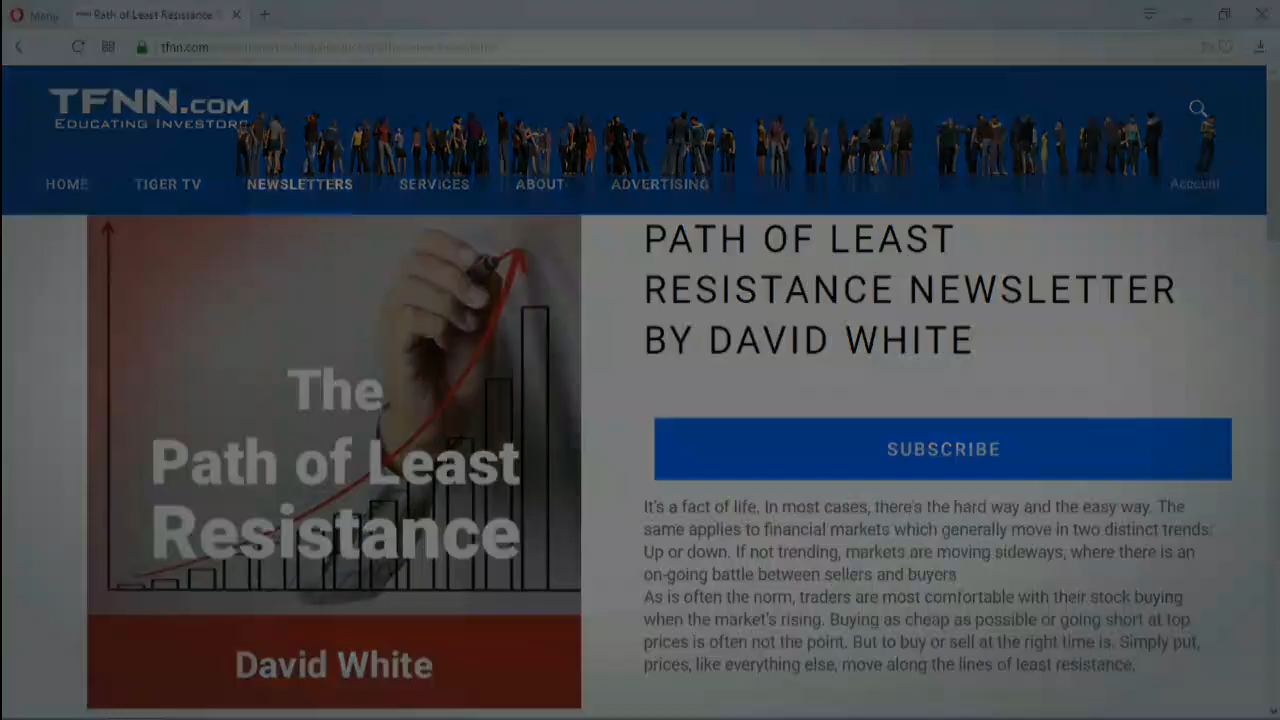 Menu
Path of Least Resistance
tfnn.com
TFNN.COM
EDUCATING INVESTORS
HOME TIGER TV NEWSLETTERS SERVICES ABOUT ADVERTISING Account
The
Path of Least
Resistance
David White
PATH OF LEAST
RESISTANCE NEWSLETTER
BY DAVID WHITE
SUBSCRIBE
It's a fact of life. In most cases, there's the hard way and the easy way. The
same applies to financial markets which generally move in two distinct trends:
Up or down. If not trending, markets are moving sideways, where there is an
on-going battle between sellers and buyers
As is often the norm, traders are most comfortable with their stock buying
when the market's rising. Buying as cheap as possible or going short at top
prices is often not the point. But to buy or sell at the right time is. Simply put,
prices, like everything else, move along the lines of least resistance.